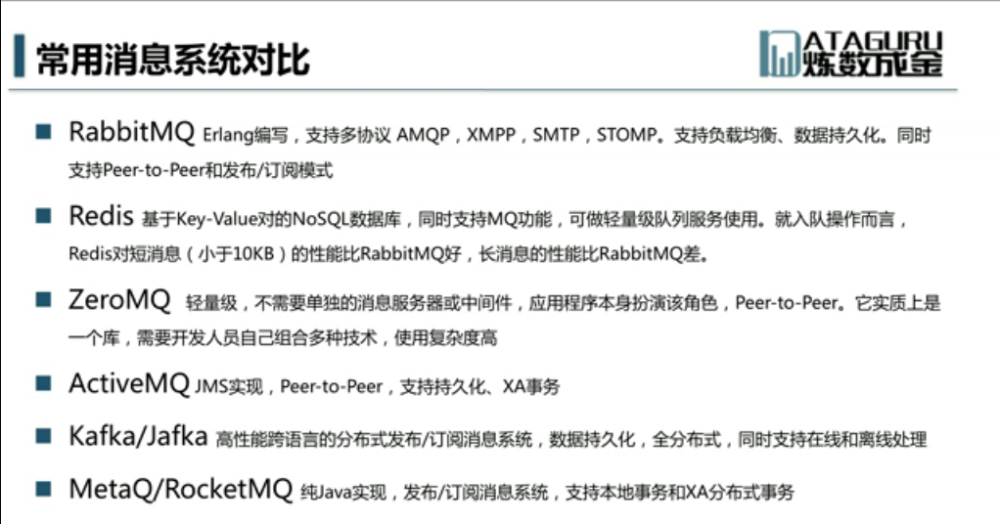 常用消息系统对比
ATAGURU
炼数成金
RabbitMQ Erlang编写，支持多协议 AMQP，XMPP，SMTP，STOMP。支持负载均衡、数据持久化。同时
支持Peer-to-Peer和发布/订阅模式
Redis 基于Key-Value对的NoSQL数据库，同时支持MQ功能，可做轻量级队列服务使用。就入队操作而言，
Redis对短消息（小于10KB）的性能比RabbitMQ好，长消息的性能比RabbitMQ差。
ZeroMQ 轻量级，不需要单独的消息服务器或中间件，应用程序本身扮演该角色，Peer-to-Peer。它实质上是
一个库，需要开发人员自己组合多种技术，使用复杂度高
ActiveMQ JMS实现，Peer-to-Peer，支持持久化、XA事务
Kafka/Jafka 高性能跨语言的分布式发布/订阅消息系统，数据持久化，全分布式，同时支持在线和离线处理
MetaQ/RocketMQ 纯Java实现，发布/订阅消息系统，支持本地事务和XA分布式事务